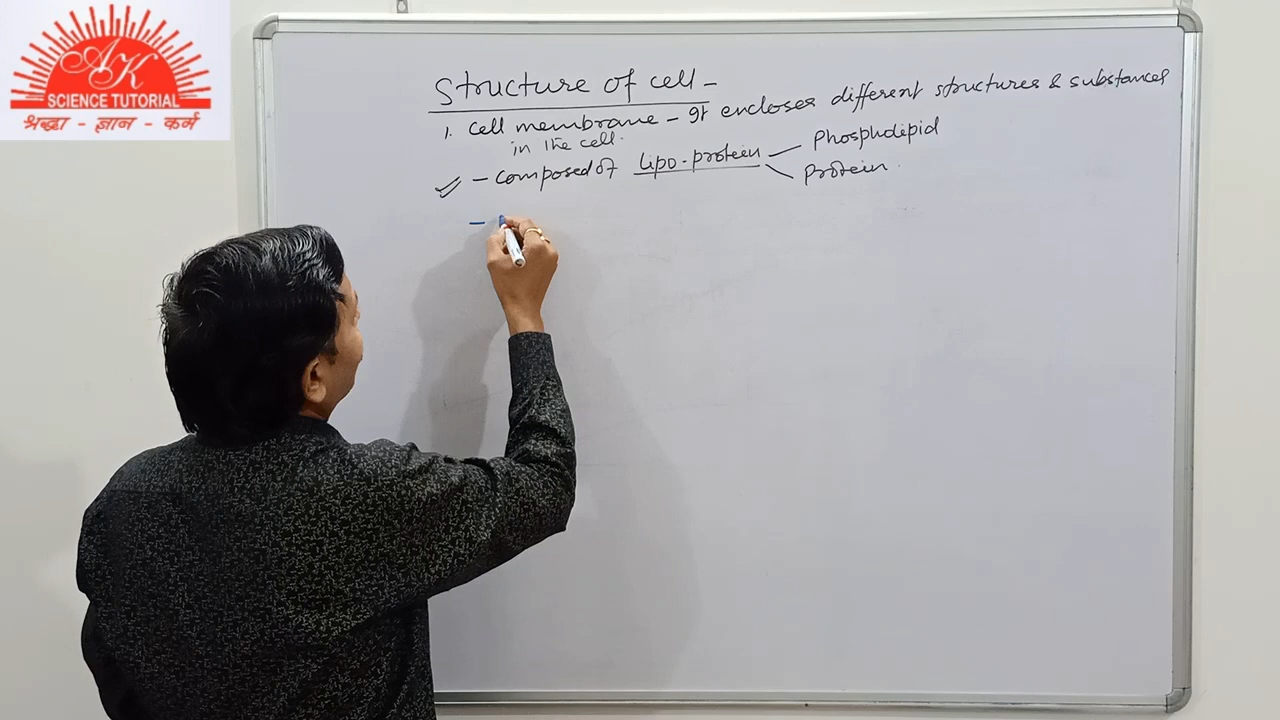 AK
SCIENCE TUTORIAL
श्रद्धा - ज्ञान - कर्म
Structure of cell -
1. Cell membrane - It encloses different structures & substances
in the cell.
- Composed of Lipo-protein
Phospholipid
Protein.
-